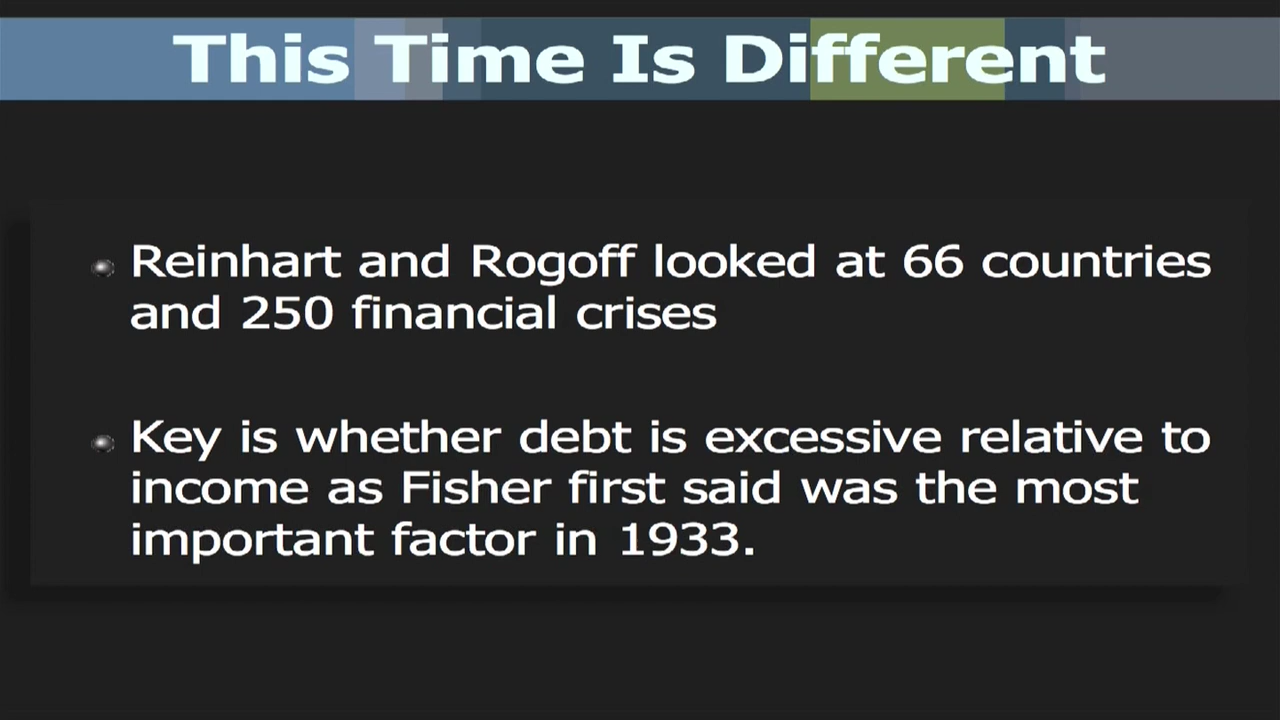 This Time Is Different
Reinhart and Rogoff looked at 66 countries
and 250 financial crises
Key is whether debt is excessive relative to
income as Fisher first said was the most
important factor in 1933.